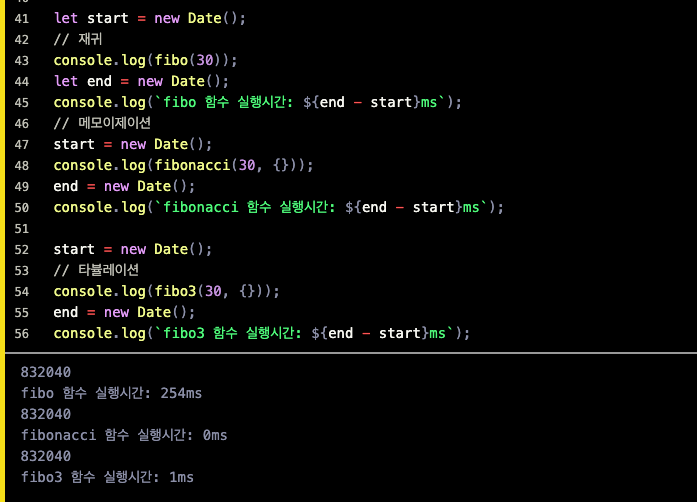 41 let start = new Date();
42 // 재귀
43 console.log(fibo(30));
44 let end = new Date();
45 console.log(`fibo 함수 실행시간: ${end - start}ms`);
46 // 메모이제이션
47 start = new Date();
48 console.log(fibonacci(30, {}));
49 end = new Date();
50 console.log(`fibonacci 함수 실행시간: ${end - start}ms`);
51
52 start = new Date();
53 // 타뷸레이션
54 console.log(fibo3(30, {}));
55 end = new Date();
56 console.log(`fibo3 함수 실행시간: ${end - start}ms`);
832040
fibo 함수 실행시간: 254ms
832040
fibonacci 함수 실행시간: 0ms
832040
fibo3 함수 실행시간: 1ms